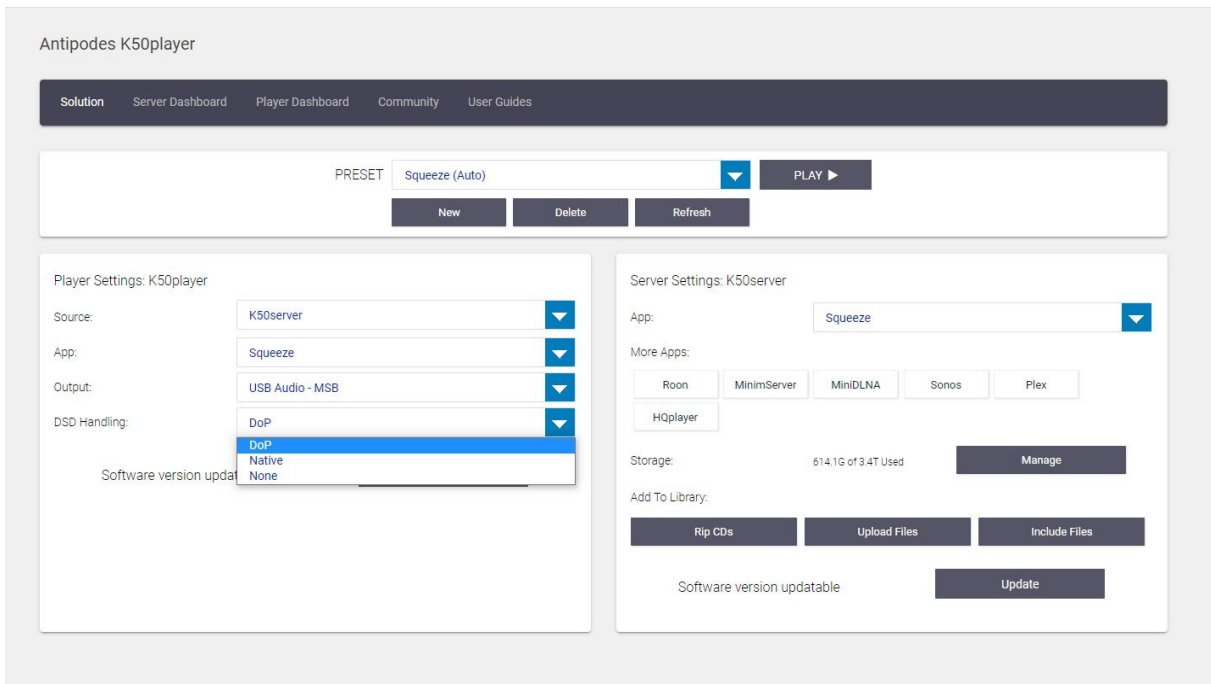 Antipodes K50player
Solution Server Dashboard Player Dashboard Community User Guides
PRESET Squeeze (Auto) PLAY ▶
New Delete Refresh
Player Settings: K50player
Source: K50server
App: Squeeze
Output: USB Audio - MSB
DSD Handling: DoP
DoP
Native
None
Software version updat
Server Settings: K50server
App: Squeeze
More Apps:
Roon MinimServer MiniDLNA Sonos Plex
HQplayer
Storage: 614.1G of 3.4T Used Manage
Add To Library:
Rip CDs Upload Files Include Files
Software version updatable Update